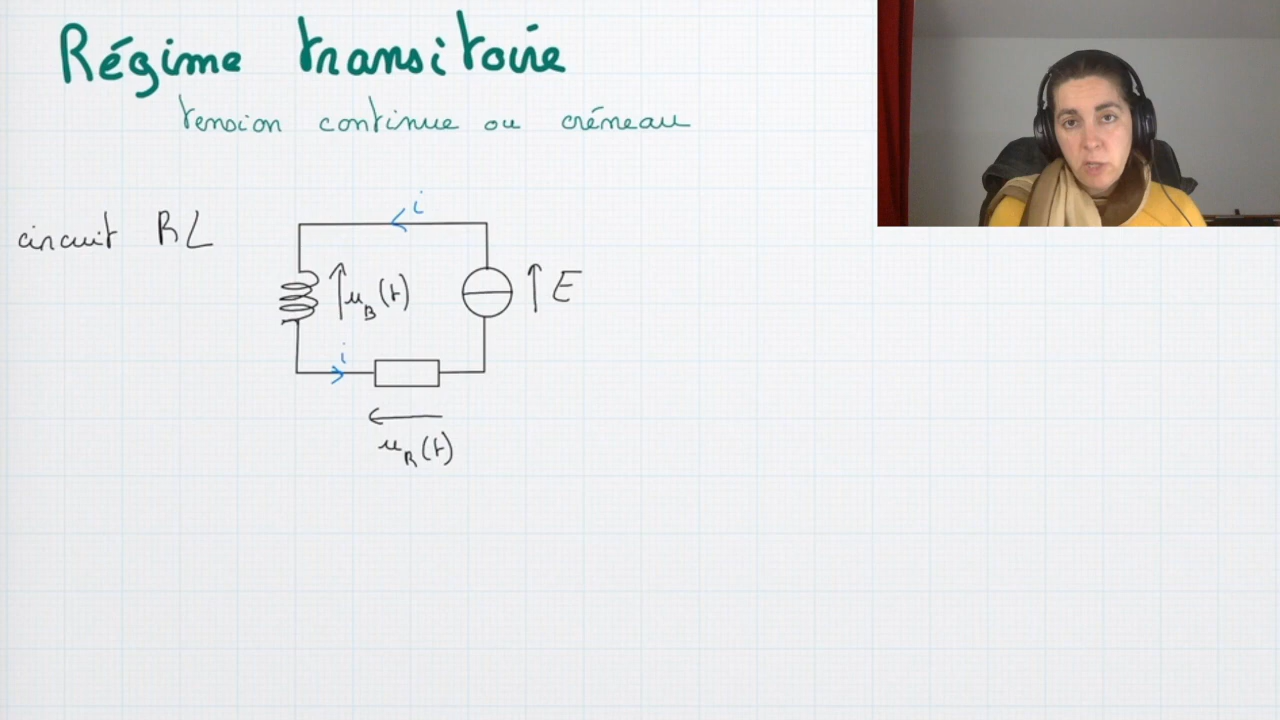 Régime transitoire
tension continue ou créneau
circuit RL
i
u_B(t)
E
i
u_R(t)